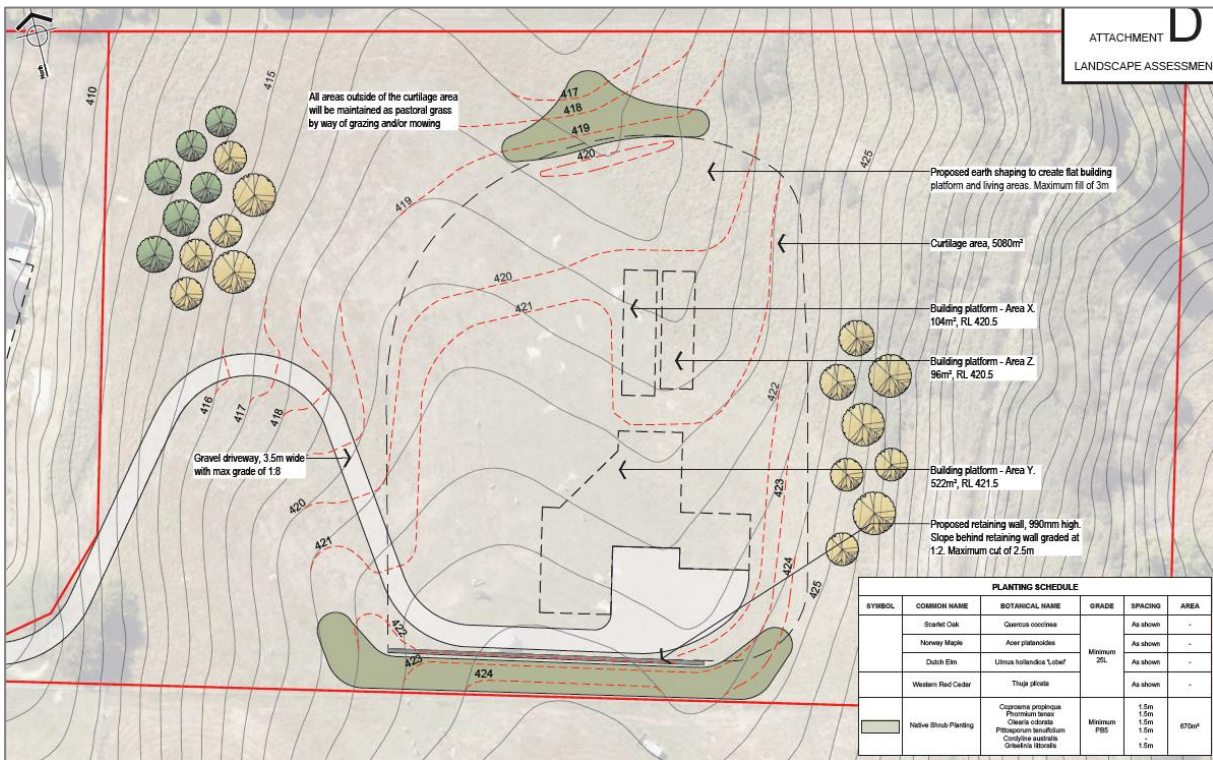 ATTACHMENT D
LANDSCAPE ASSESSMEN
410
415
417
418
419
420
425
All areas outside of the curtilage area
will be maintained as pastoral grass
by way of grazing and/or mowing
Proposed earth shaping to create flat building
platform and living areas. Maximum fill of 3m
419
Curtilage area, 5080m²
420
421
Building platform - Area X.
104m², RL 420.5
Building platform - Area Z.
96m², RL 420.5
422
416
417
418
Gravel driveway, 3.5m wide
with max grade of 1:8
Building platform - Area Y.
522m², RL 421.5
423
420
421
Proposed retaining wall, 990mm high.
Slope behind retaining wall graded at
1:2. Maximum cut of 2.5m
424
425
422
423
424
PLANTING SCHEDULE
SYMBOL COMMON NAME BOTANICAL NAME GRADE SPACING AREA
Scarlet Oak Quercus coccinea As shown -
Norway Maple Acer platanoides As shown -
Minimum
25L
Dutch Elm Ulmus hollandica 'Lobel' As shown -
Western Red Cedar Thuja plicata As shown -
Native Shrub Planting
Coprosma propinqua 1.5m
Phormium tenax 1.5m
Olearia odorata 1.5m
Pittosporum tenuifolium 1.5m
Cordyline australis -
Griselinia littoralis 1.5m
Minimum
PB5
670m²